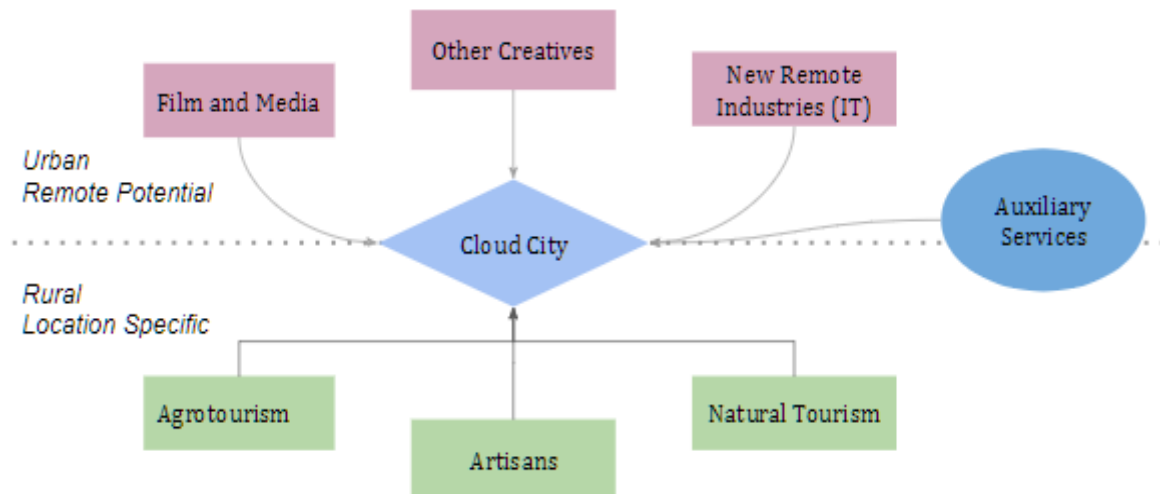 Other Creatives
Film and Media
New Remote
Industries (IT)
Urban
Remote Potential
Auxiliary
Services
Cloud City
Rural
Location Specific
Agrotourism
Artisans
Natural Tourism